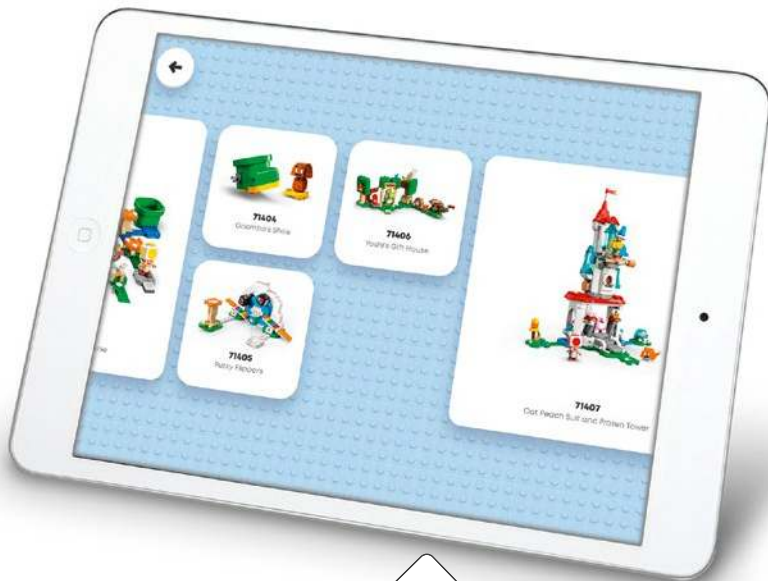 71404
Goomba's Shoe
71406
Yoshi's Gift House
71405
Fuzzy Flippers
71407
Cat Peach Suit and Frozen Tower